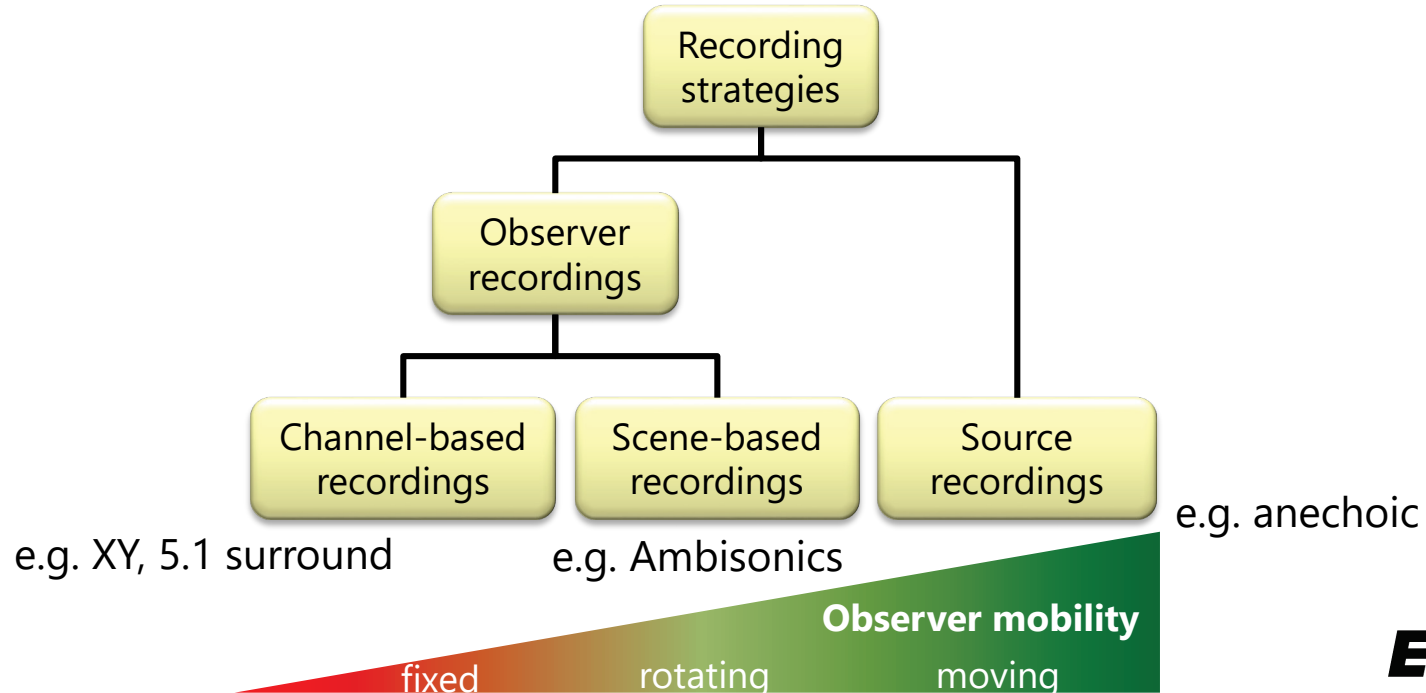 Recording
strategies
Observer
recordings
Channel-based
recordings
Scene-based
recordings
Source
recordings
e.g. XY, 5.1 surround
e.g. Ambisonics
e.g. anechoic
Observer mobility
fixed
rotating
moving
E